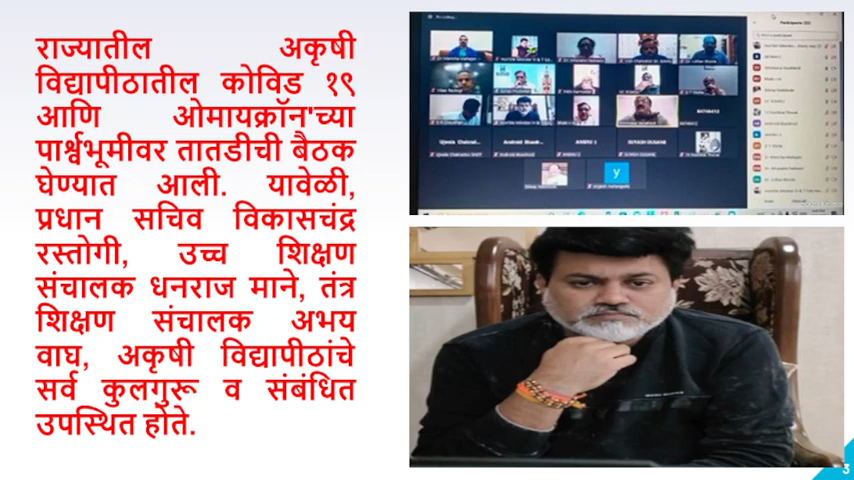 राज्यातील अकृषी
विद्यापीठातील कोविड १९
आणि ओमायक्रॉन'च्या
पार्श्वभूमीवर तातडीची बैठक
घेण्यात आली. यावेळी,
प्रधान सचिव विकासचंद्र
रस्तोगी, उच्च शिक्षण
संचालक धनराज माने, तंत्र
शिक्षण संचालक अभय
वाघ, अकृषी विद्यापीठांचे
सर्व कुलगुरू व संबंधित
उपस्थित होते.
y
3